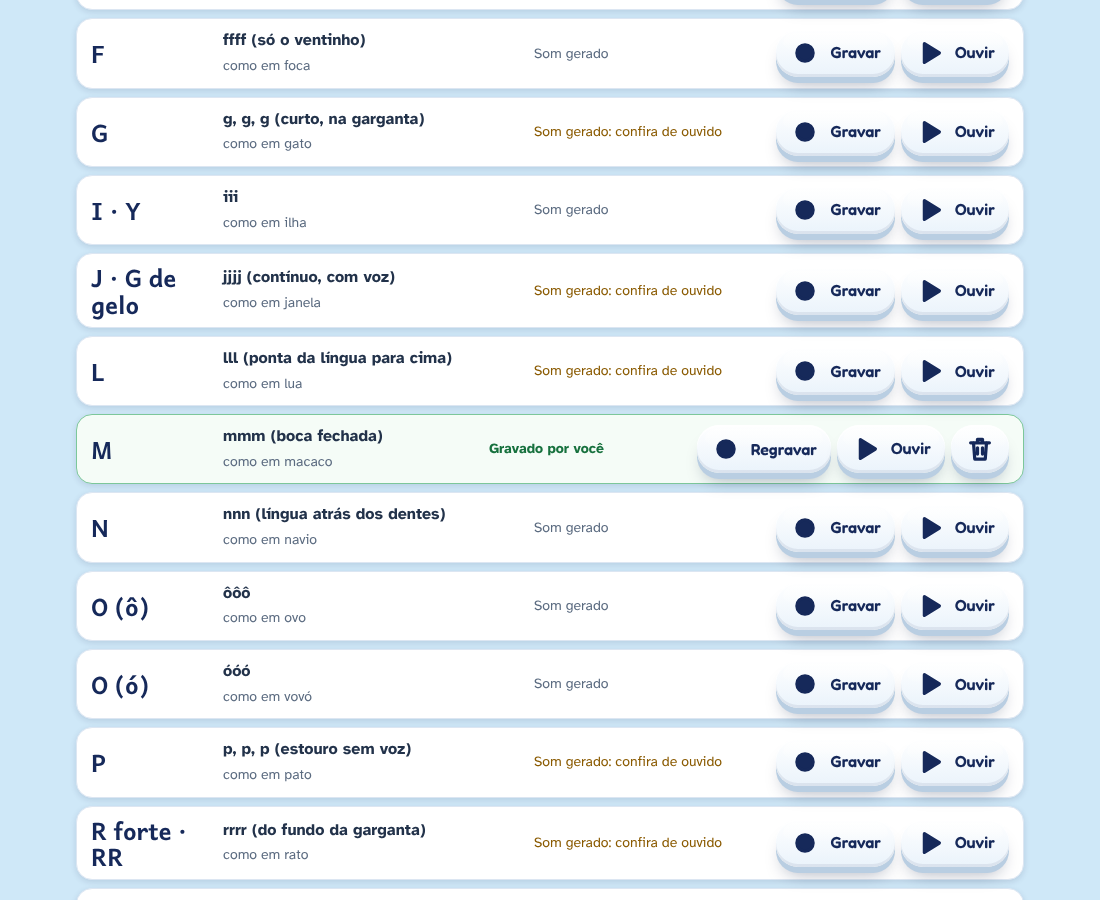 F
ffff (só o ventinho)
como em foca
Som gerado
Gravar
Ouvir
G
g, g, g (curto, na garganta)
como em gato
Som gerado: confira de ouvido
Gravar
Ouvir
I · Y
iii
como em ilha
Som gerado
Gravar
Ouvir
J · G de
gelo
jjjj (contínuo, com voz)
como em janela
Som gerado: confira de ouvido
Gravar
Ouvir
L
lll (ponta da língua para cima)
como em lua
Som gerado: confira de ouvido
Gravar
Ouvir
M
mmm (boca fechada)
como em macaco
Gravado por você
Regravar
Ouvir
N
nnn (língua atrás dos dentes)
como em navio
Som gerado
Gravar
Ouvir
O (ô)
ôôô
como em ovo
Som gerado
Gravar
Ouvir
O (ó)
óóó
como em vovó
Som gerado
Gravar
Ouvir
P
p, p, p (estouro sem voz)
como em pato
Som gerado: confira de ouvido
Gravar
Ouvir
R forte ·
RR
rrrr (do fundo da garganta)
como em rato
Som gerado: confira de ouvido
Gravar
Ouvir